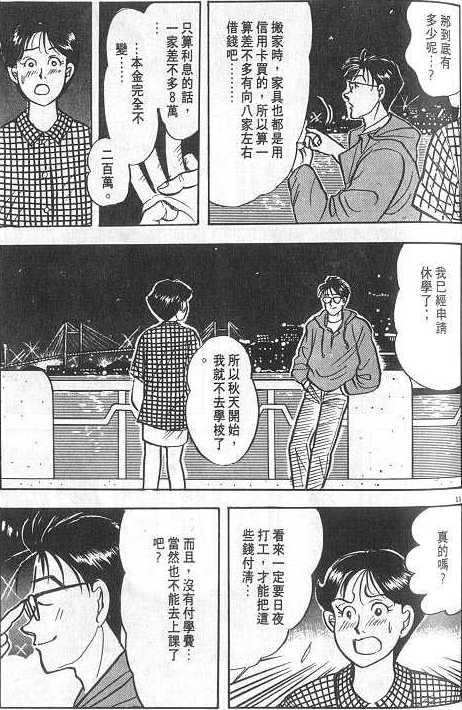 那到底有
多少呢…?
搬家時，家具也都是用
信用卡買的，所以算一
算差不多有向八家左右
借錢吧…
只算利息的話，
一家差不多8萬
…
…本金完全不
變……
二百萬。
我已經申請
休學了…，
所以秋天開始，
我就不去學校了
。
真的嗎?
看來一定要日夜
打工，才能把這
些錢付清…
而且，沒有付學費…
當然也不能去上課了
吧?